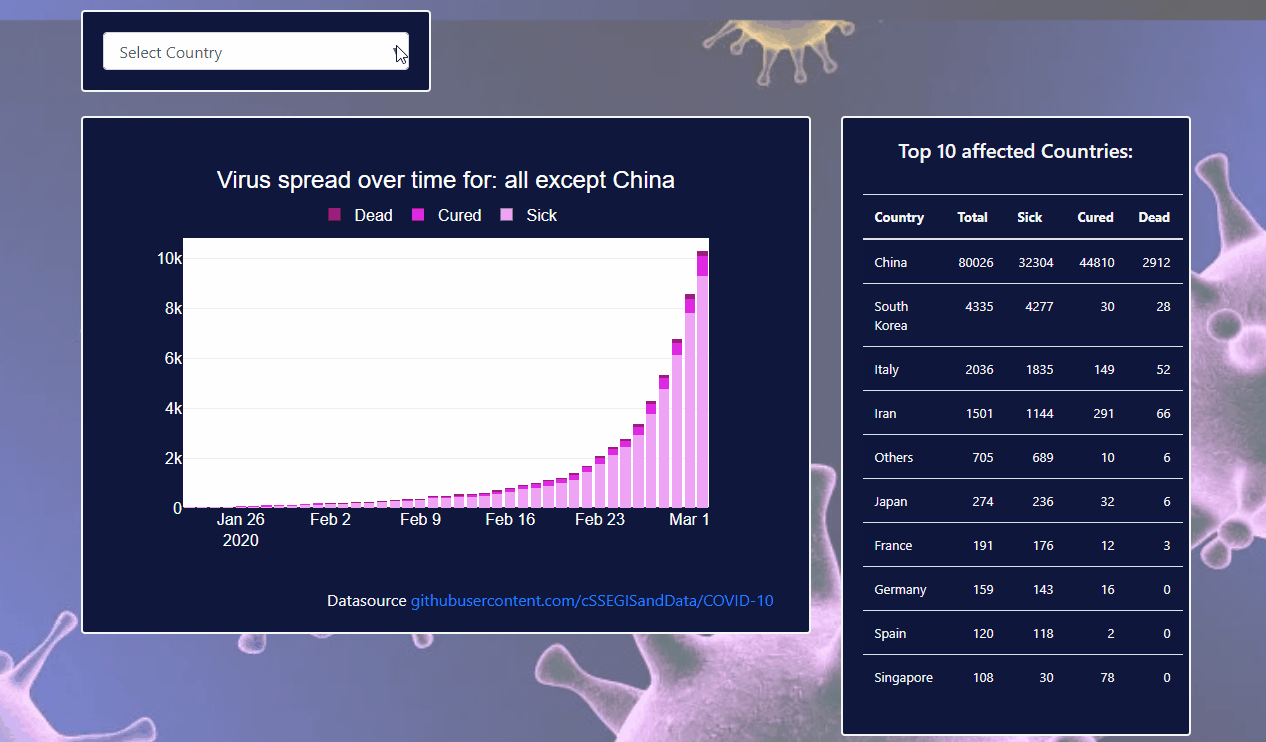 Select Country
Virus spread over time for: all except China
Dead Cured Sick
10k
8k
6k
4k
2k
0
Jan 26 Feb 2 Feb 9 Feb 16 Feb 23 Mar 1
2020
Datasource githubusercontent.com/cSSEGISandData/COVID-10
Top 10 affected Countries:
Country Total Sick Cured Dead
China 80026 32304 44810 2912
South
Korea 4335 4277 30 28
Italy 2036 1835 149 52
Iran 1501 1144 291 66
Others 705 689 10 6
Japan 274 236 32 6
France 191 176 12 3
Germany 159 143 16 0
Spain 120 118 2 0
Singapore 108 30 78 0